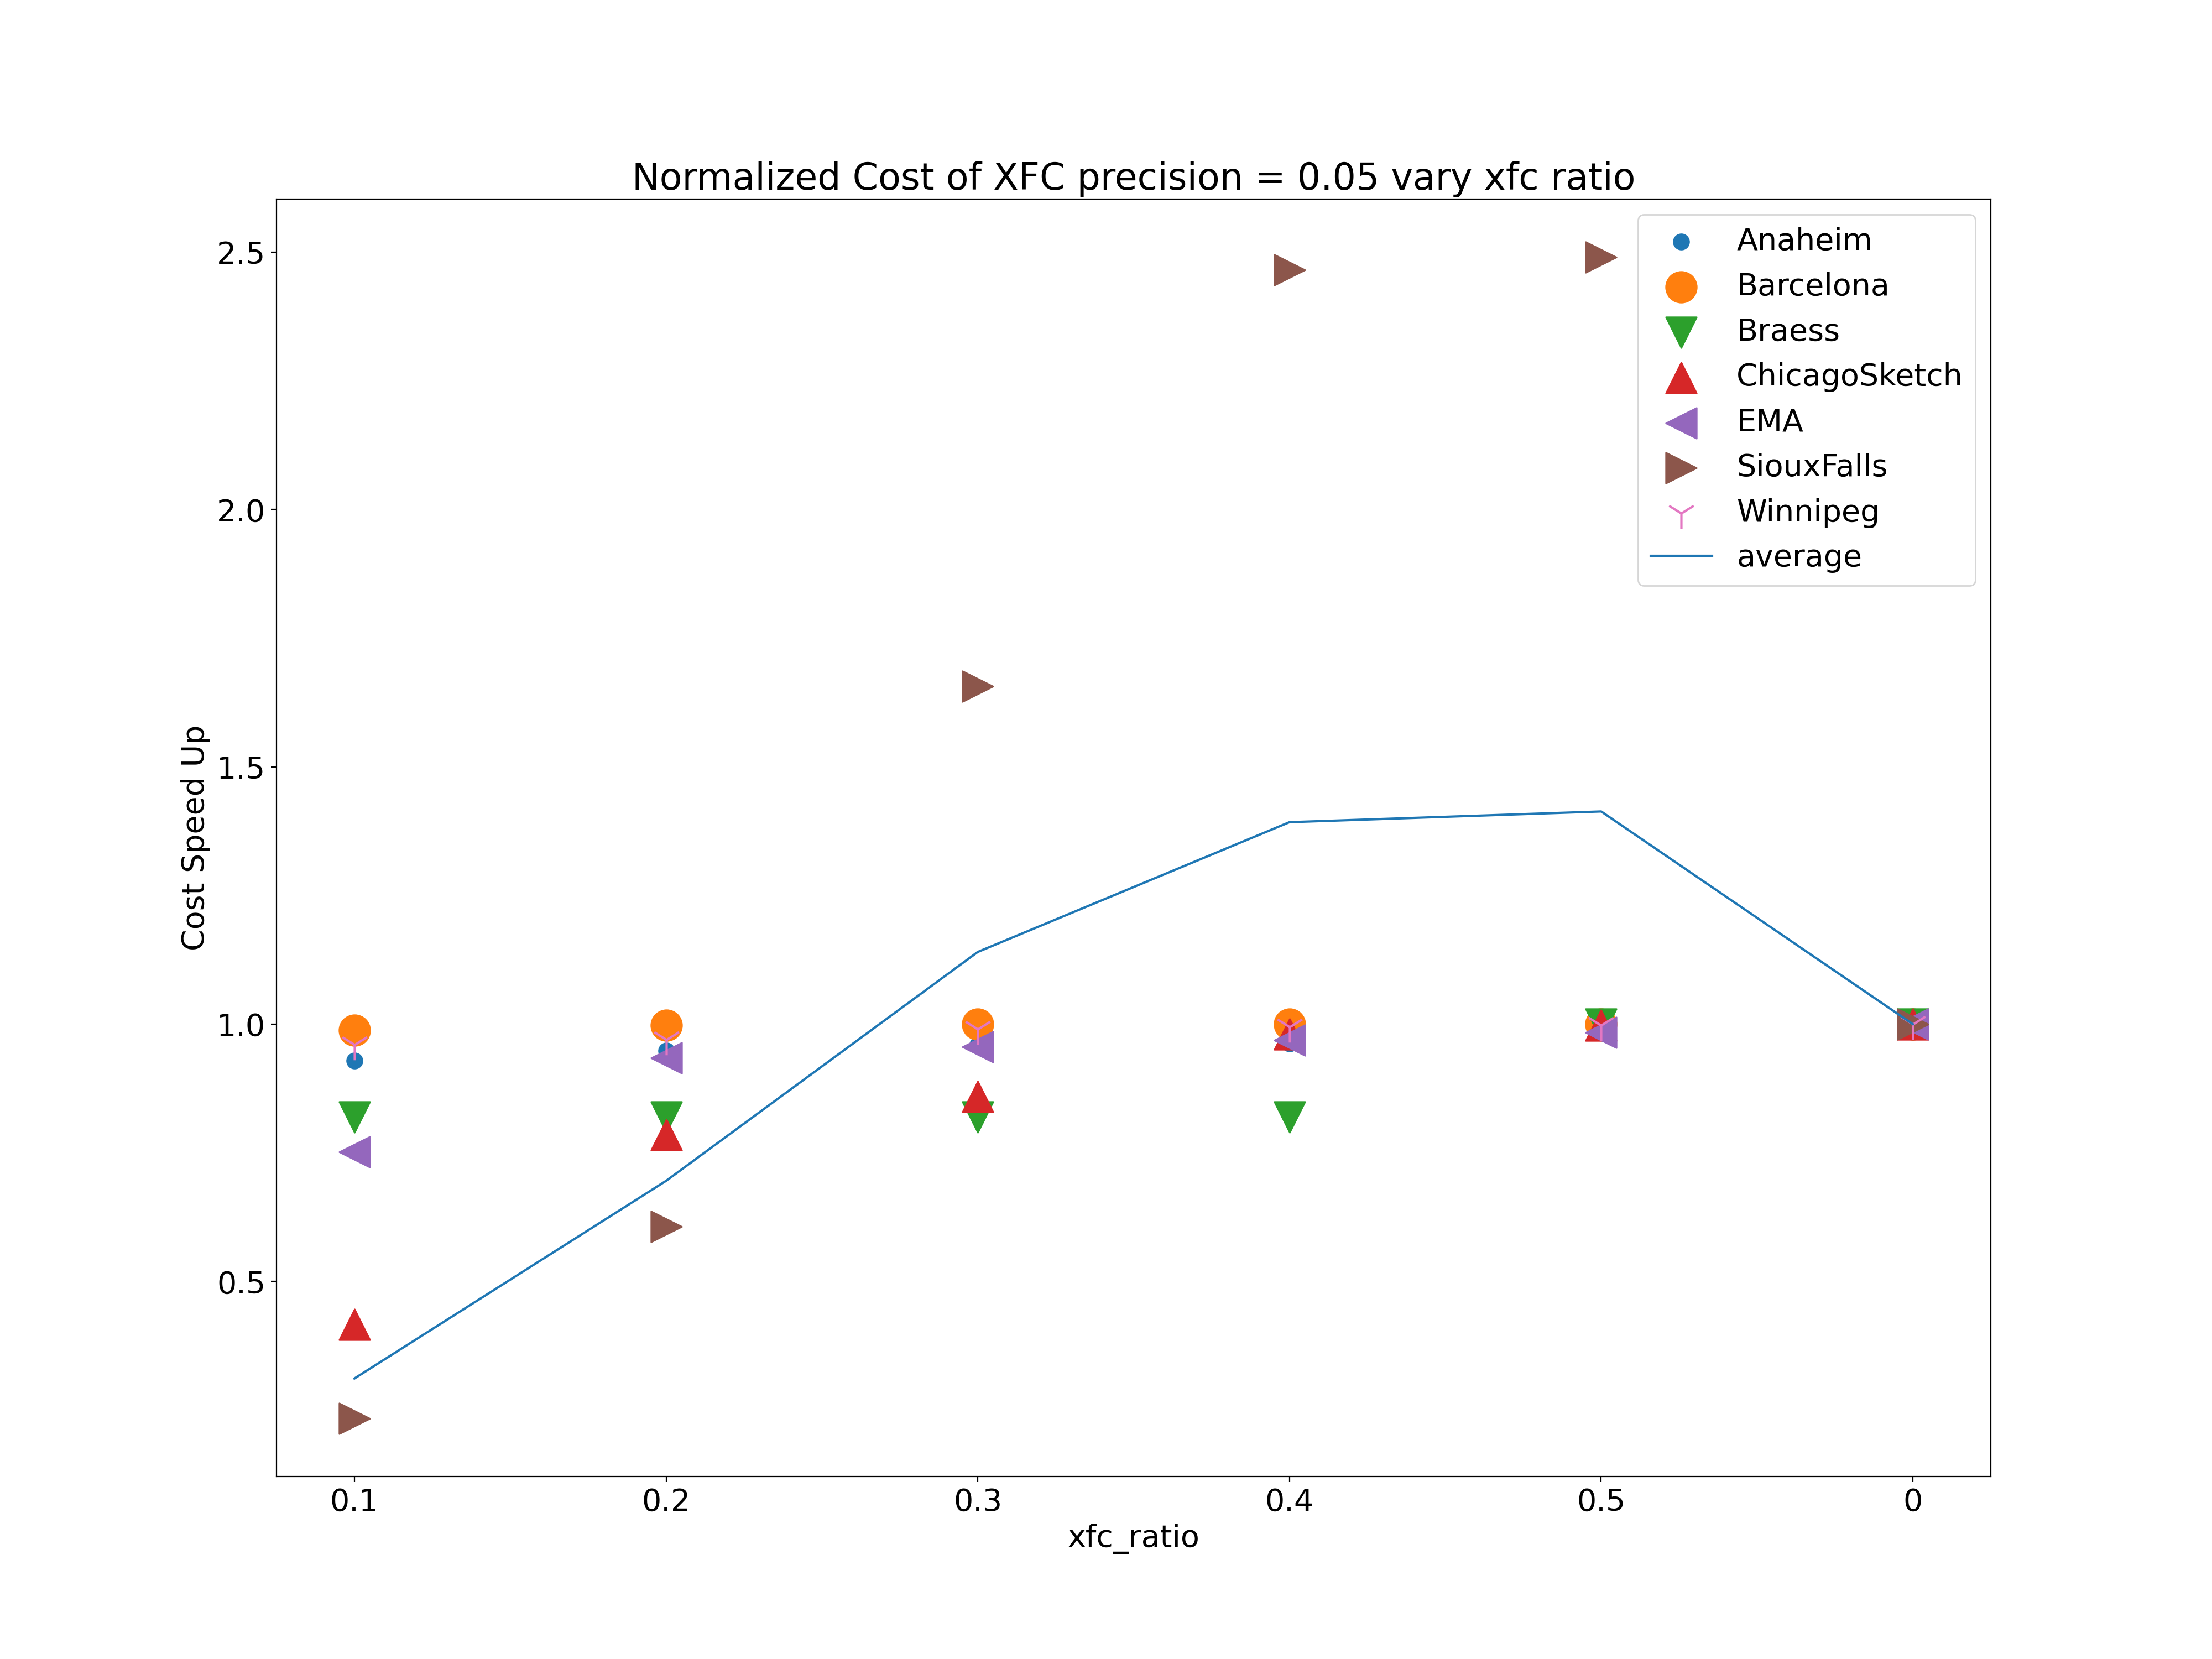 Normalized Cost of XFC precision = 0.05 vary xfc ratio
2.5
2.0
1.5
1.0
0.5
Cost Speed Up
Anaheim
Barcelona
Braess
ChicagoSketch
EMA
SiouxFalls
Winnipeg
average
0.1 0.2 0.3 0.4 0.5 0
xfc_ratio